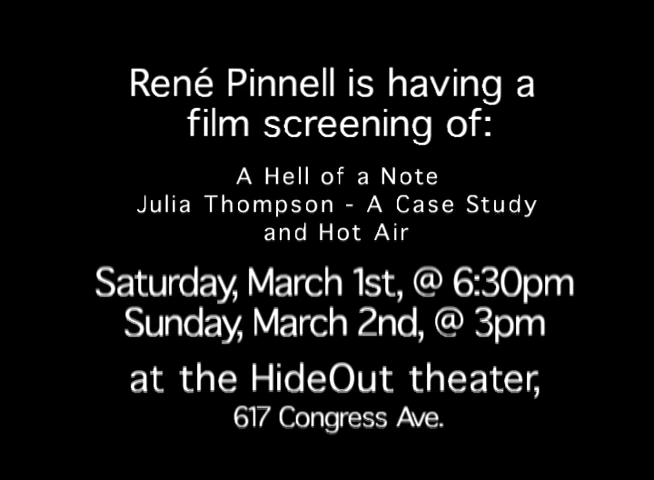 René Pinnell is having a
film screening of:
A Hell of a Note
Julia Thompson - A Case Study
and Hot Air
Saturday, March 1st, @ 6:30pm
Sunday, March 2nd, @ 3pm
at the HideOut theater,
617 Congress Ave.